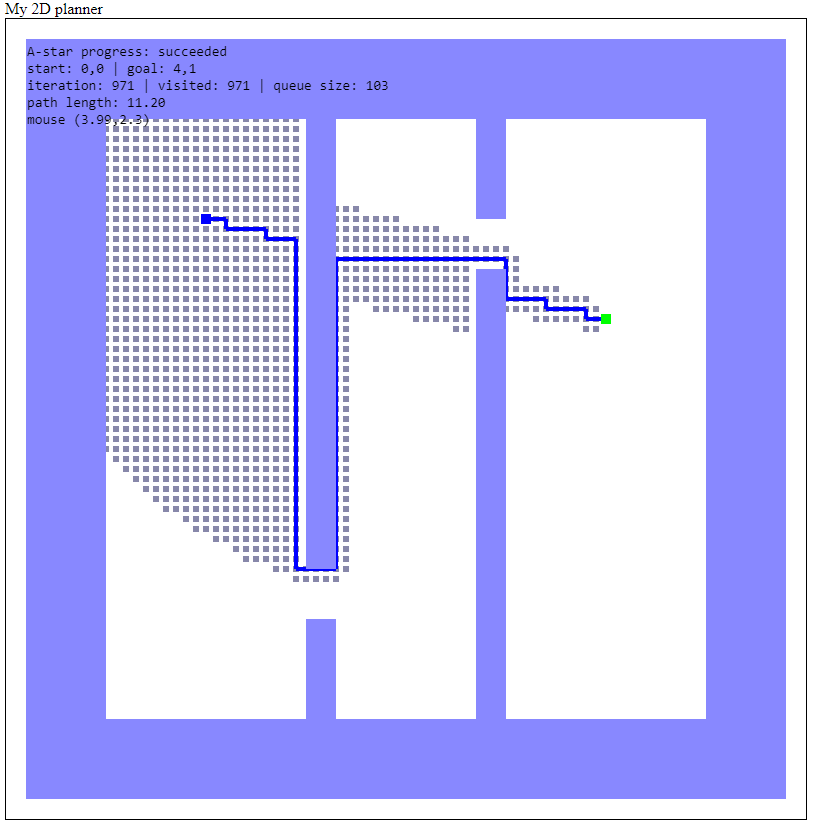 My 2D planner
A-star progress: succeeded
start: 0,0 | goal: 4,1
iteration: 971 | visited: 971 | queue size: 103
path length: 11.20
mouse (3.99,2.3)